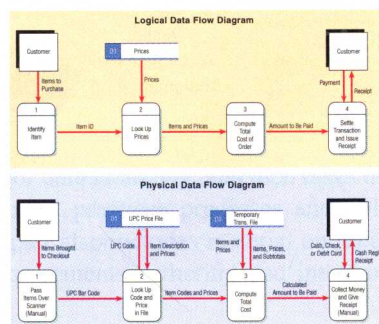 Logical Data Flow Diagram
Customer
D1 Prices
Customer
Items to
Purchase
Prices
Payment
Receipt
1
Identify
Item
Item ID
2
Look Up
Prices
Items and Prices
3
Compute
Total
Cost of
Order
Amount to Be Paid
4
Settle
Transaction
and Issue
Receipt
Physical Data Flow Diagram
Customer
D1 UPC Price File
D2 Temporary
Trans. File
Customer
Items Brought
to Checkout
UPC Code
Item Description
and Prices
Items and
Prices
Items, Prices,
and Subtotals
Cash, Check,
or Debit Card
Cash Regi
Receipt
1
Pass
Items Over
Scanner
(Manual)
UPC Bar Code
2
Look Up
Code and
Price
in File
Item Codes and Prices
3
Compute
Total
Cost
Calculated
Amount to Be Paid
4
Collect Money
and Give
Receipt
(Manual)